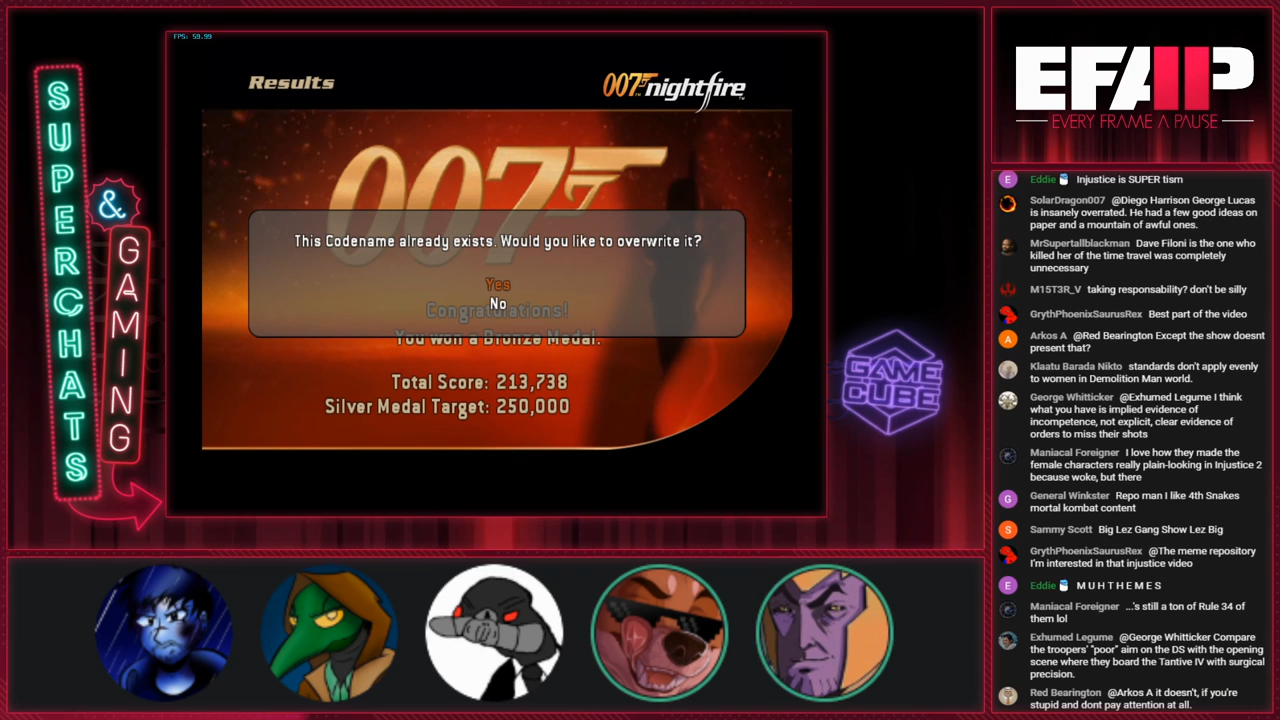 FPS: 59.99
SUPERCHATS
&
GAMING
Results
007 nightfire
007
This Codename already exists. Would you like to overwrite it?
Yes
No
Congratulations!
You won a Bronze Medal.
Total Score: 213,738
Silver Medal Target: 250,000
GAME
CUBE
EFAP
EVERY FRAME A PAUSE
E
Eddie Injustice is SUPER tism
SolarDragon007 @Diego Harrison George Lucas
is insanely overrated. He had a few good ideas on
paper and a mountain of awful ones.
MrSupertallblackman Dave Filoni is the one who
killed her of the time travel was completely
unnecessary
M15T3R_V taking responsability? don't be silly
GrythPhoenixSaurusRex Best part of the video
A
Arkos A @Red Bearington Except the show doesnt
present that?
Klaatu Barada Nikto standards don't apply evenly
to women in Demolition Man world.
George Whitticker @Exhumed Legume I think
what you have is implied evidence of
incompetence, not explicit, clear evidence of
orders to miss their shots
Maniacal Foreigner I love how they made the
female characters really plain-looking in Injustice 2
because woke, but there
G
General Winkster Repo man I like 4th Snakes
mortal kombat content
S
Sammy Scott Big Lez Gang Show Lez Big
GrythPhoenixSaurusRex @The meme repository
I'm interested in that injustice video
E
Eddie M U H T H E M E S
Maniacal Foreigner ...'s still a ton of Rule 34 of
them lol
Exhumed Legume @George Whitticker Compare
the troopers' "poor" aim on the DS with the opening
scene where they board the Tantive IV with surgical
precision.
Red Bearington @Arkos A it doesn't, if you're
stupid and dont pay attention at all.